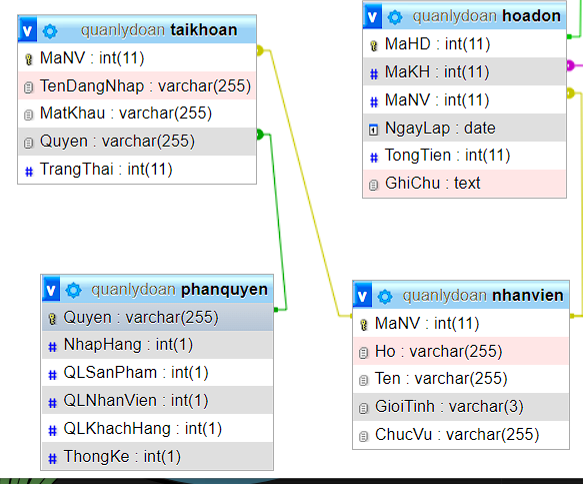 quanlydoan taikhoan
MaNV : int(11)
TenDangNhap : varchar(255)
MatKhau : varchar(255)
Quyen : varchar(255)
TrangThai : int(11)
quanlydoan hoadon
MaHD : int(11)
MaKH : int(11)
MaNV : int(11)
NgayLap : date
TongTien : int(11)
GhiChu : text
quanlydoan phanquyen
Quyen : varchar(255)
NhapHang : int(1)
QLSanPham : int(1)
QLNhanVien : int(1)
QLKhachHang : int(1)
ThongKe : int(1)
quanlydoan nhanvien
MaNV : int(11)
Ho : varchar(255)
Ten : varchar(255)
GioiTinh : varchar(3)
ChucVu : varchar(255)